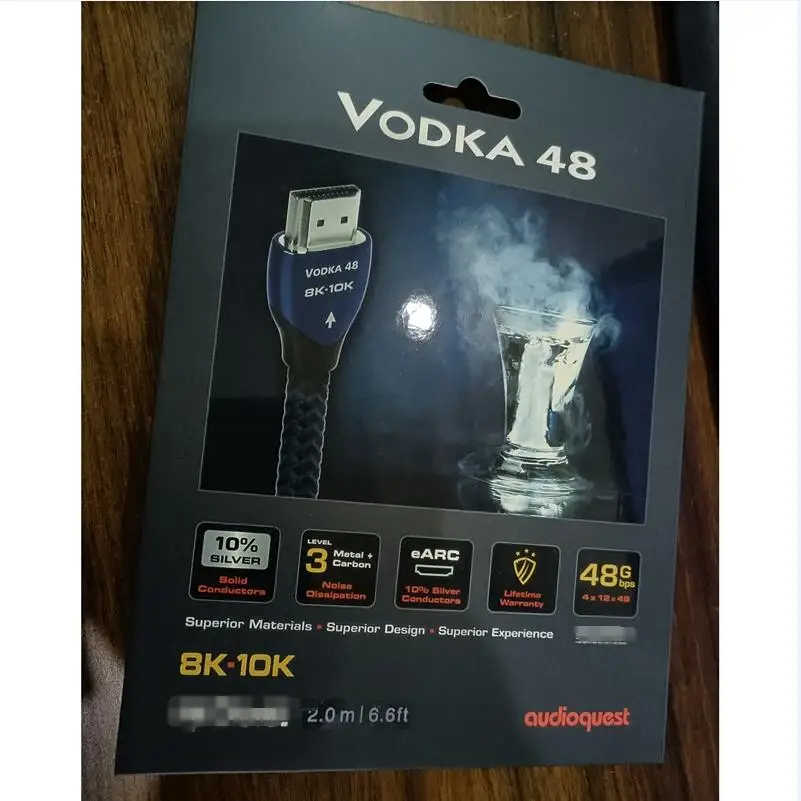 VODKA 48
VODKA 48
8K·10K
10%
SILVER
Solid
Conductors
LEVEL
3 Metal +
Carbon
Noise
Dissipation
eARC
10% Silver
Conductors
Lifetime
Warranty
48Gbps
4 x 12 = 48
Superior Materials ▪ Superior Design ▪ Superior Experience
8K▪10K
2.0 m | 6.6ft
audioquest